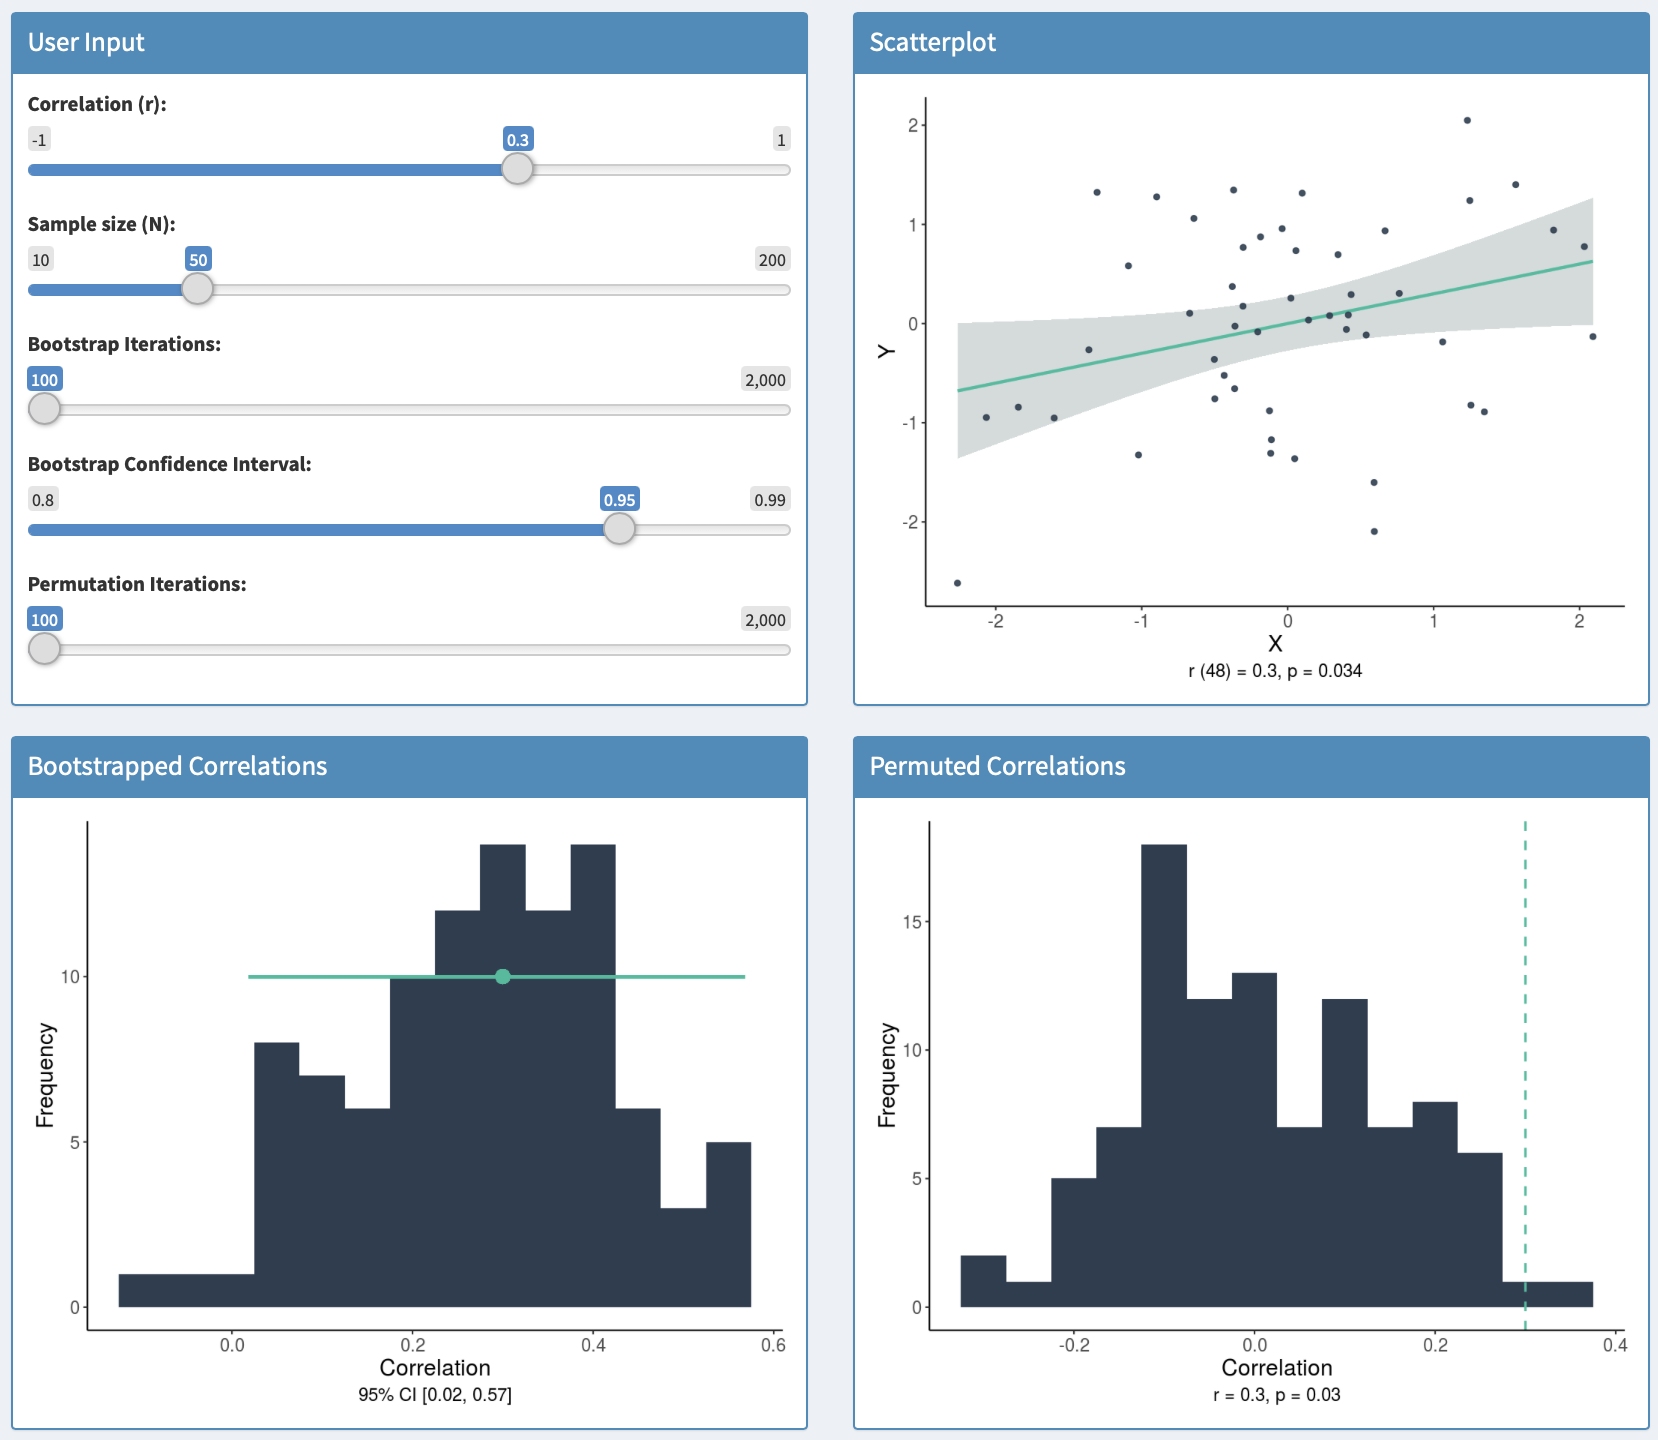 User Input
Correlation (r):
-1 0.3 1
Sample size (N):
10 50 200
Bootstrap Iterations:
100 2,000
Bootstrap Confidence Interval:
0.8 0.95 0.99
Permutation Iterations:
100 2,000
Scatterplot
2
1
0
-1
-2
Y
-2 -1 0 1 2
X
r (48) = 0.3, p = 0.034
Bootstrapped Correlations
10
5
0
Frequency
0.0 0.2 0.4 0.6
Correlation
95% CI [0.02, 0.57]
Permuted Correlations
15
10
5
0
Frequency
-0.2 0.0 0.2 0.4
Correlation
r = 0.3, p = 0.03